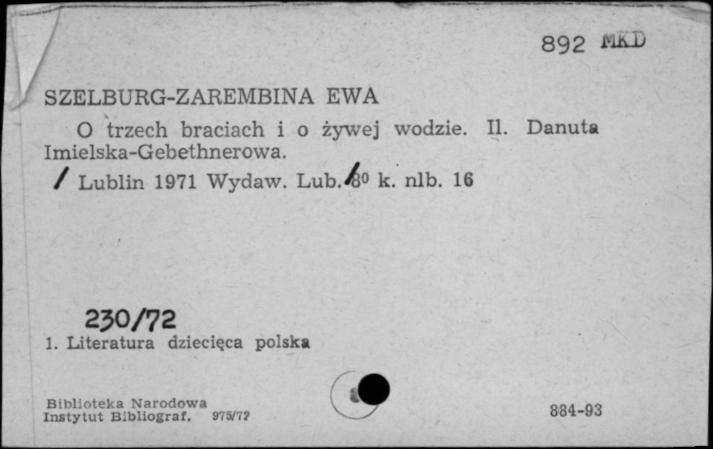 892 MKD
SZELBURG-ZAREMBINA EWA
O trzech braciach i o żywej wodzie. Il. Danuta
Imielska-Gebethnerowa.
/ Lublin 1971 Wydaw. Lub./8⁰ k. nlb. 16
230/72
1. Literatura dziecięca polska
Biblioteka Narodowa
Instytut Bibliograf. 975/72
884-93